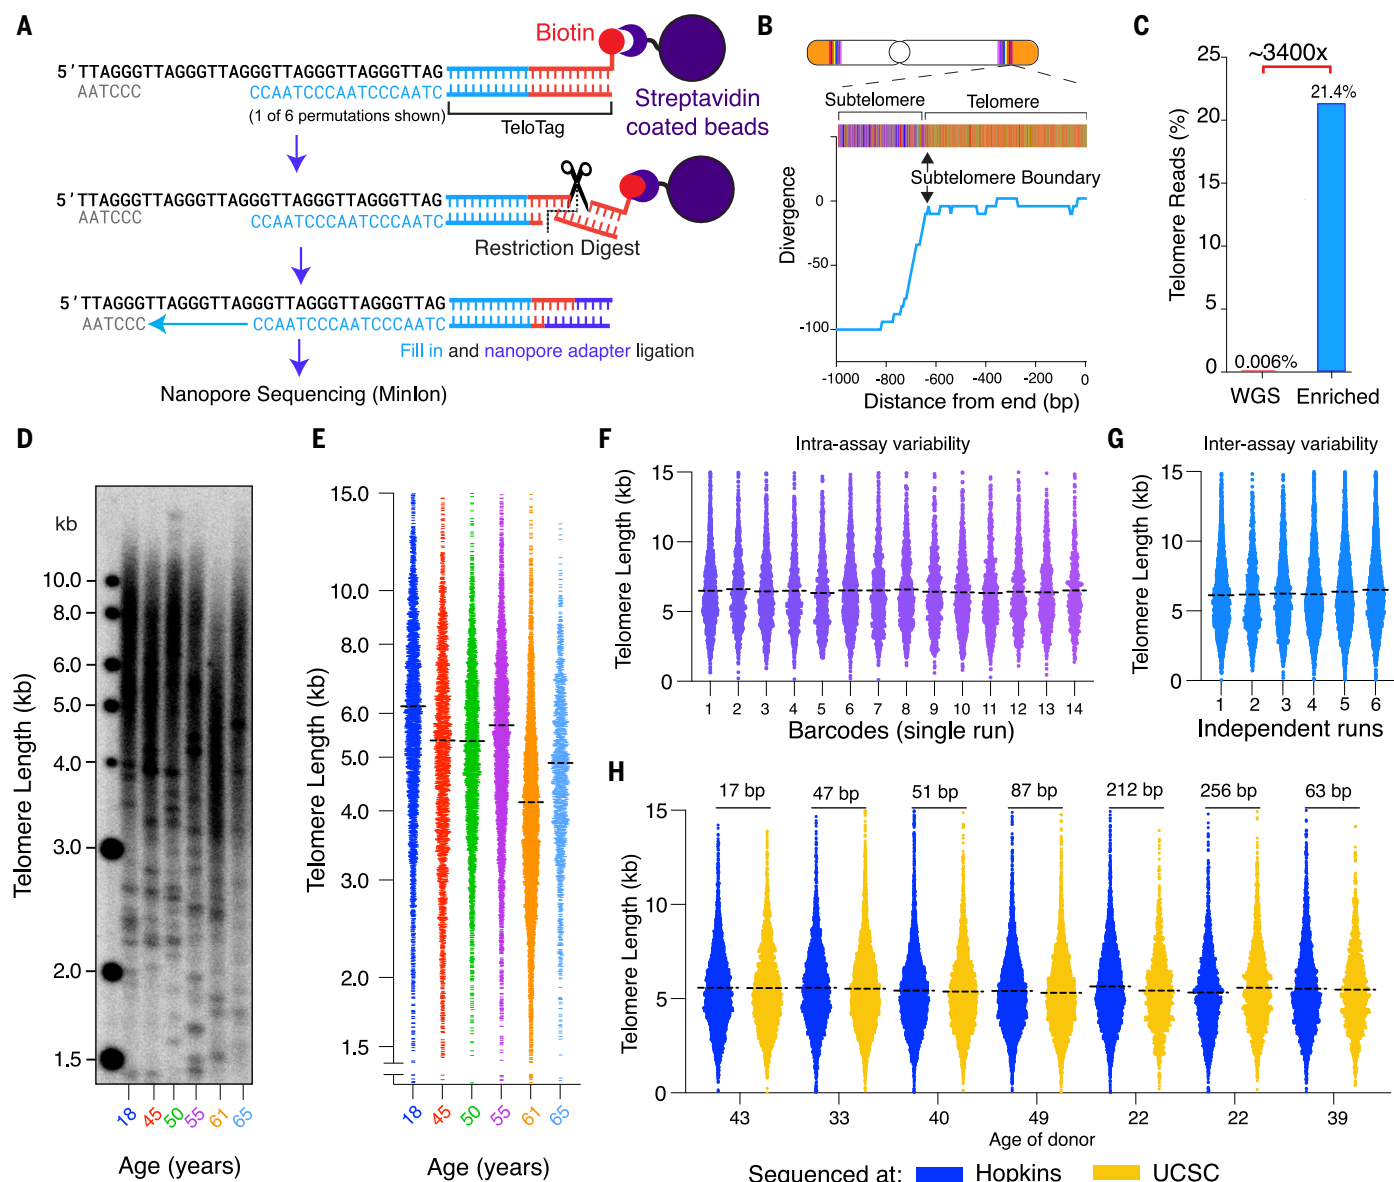 A
Biotin
5'TTAGGGTTAGGGTTAGGGTTAGGGTTAGGGTTAG
AATCCC
CCAATCCCAATCCCAATC
(1 of 6 permutations shown)
TeloTag
Streptavidin
coated beads
5'TTAGGGTTAGGGTTAGGGTTAGGGTTAGGGTTAG
AATCCC
CCAATCCCAATCCCAATC
Restriction Digest
5'TTAGGGTTAGGGTTAGGGTTAGGGTTAGGGTTAG
AATCCC
CCAATCCCAATCCCAATC
Fill in and nanopore adapter ligation
Nanopore Sequencing (MinIon)
B
Subtelomere
Telomere
Subtelomere Boundary
Divergence
0
-50
-100
-1000
-800
-600
-400
-200
0
Distance from end (bp)
C
Telomere Reads (%)
25
20
15
10
5
0
~3400x
21.4%
0.006%
WGS
Enriched
D
Telomere Length (kb)
kb
10.0
8.0
6.0
5.0
4.0
3.0
2.0
1.5
18
45
50
55
61
65
Age (years)
E
Telomere Length (kb)
15.0
10.0
8.0
6.0
5.0
4.0
3.0
2.0
1.5
18
45
50
55
61
65
Age (years)
F
Intra-assay variability
Telomere Length (kb)
15
10
5
0
1 2 3 4 5 6 7 8 9 10 11 12 13 14
Barcodes (single run)
G
Inter-assay variability
Telomere Length (kb)
15
10
5
0
1 2 3 4 5 6
Independent runs
H
Telomere Length (kb)
15
10
5
0
17 bp
47 bp
51 bp
87 bp
212 bp
256 bp
63 bp
43
33
40
49
22
22
39
Age of donor
Sequenced at:
Hopkins
UCSC